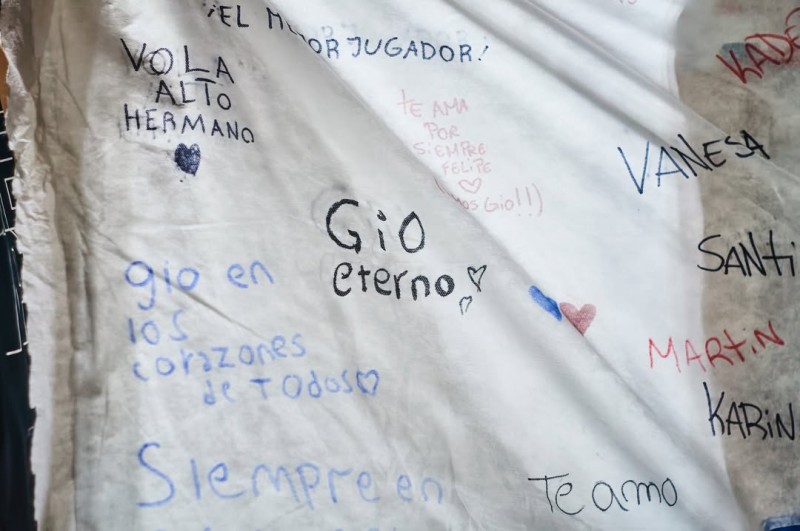 ¡EL MEJOR JUGADOR!
VOLA
ALTO
HERMANO
TE AMA
POR
SIEMPRE
FELIPE
Gio!!)
GiO
eterno
gio en
los
corazones
de TODOS
Siempre en
Te amo
VANESA
SANTi
MARTiN
KARiN